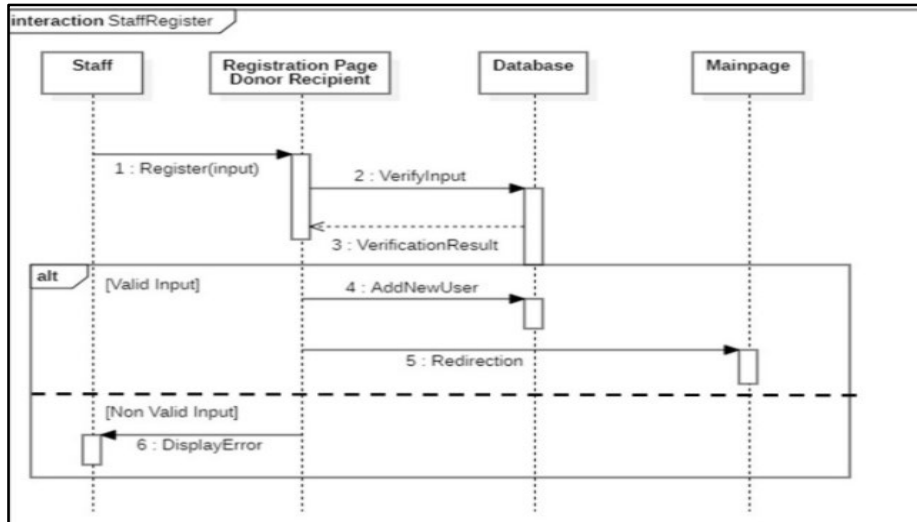 interaction StaffRegister
Staff
Registration Page
Donor Recipient
Database
Mainpage
1 : Register(input)
2 : VerifyInput
3 : VerificationResult
alt
[Valid Input]
4 : AddNewUser
5 : Redirection
[Non Valid Input]
6 : DisplayError